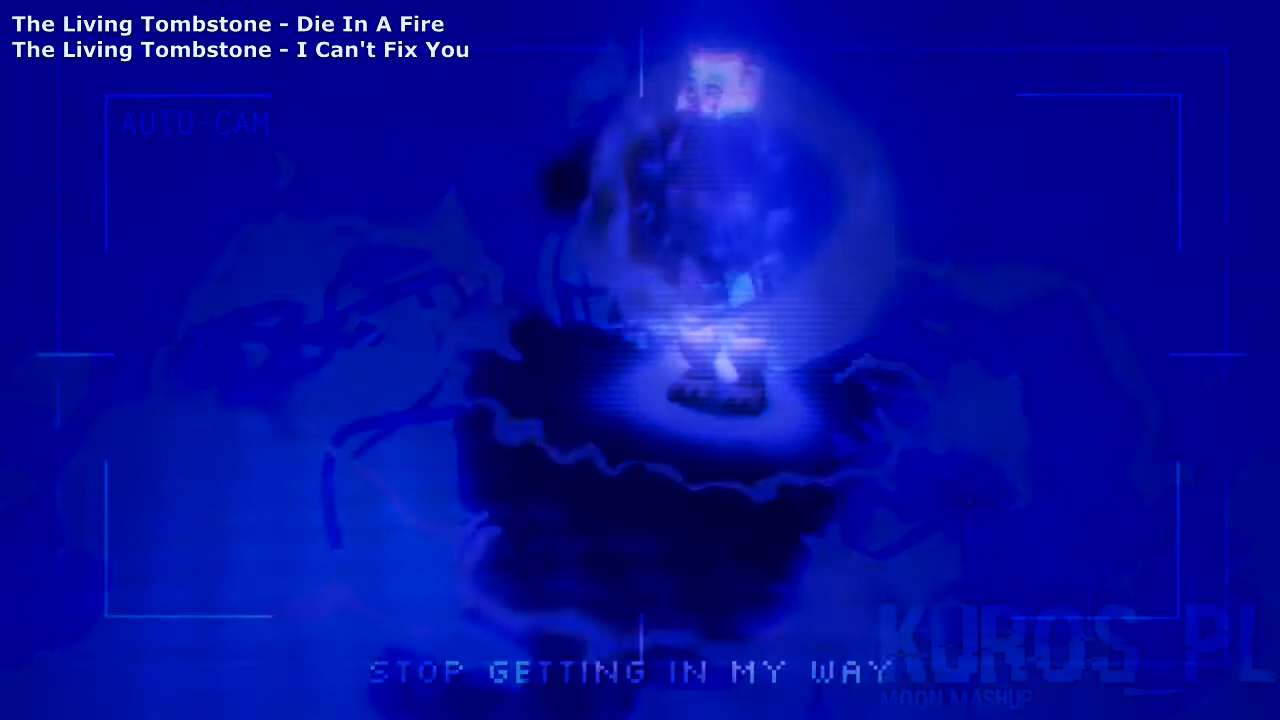 The Living Tombstone - Die In A Fire
The Living Tombstone - I Can't Fix You
AUTO-CAM
STOP GETTING IN MY WAY
KUROS_PL
MOON MASHUP